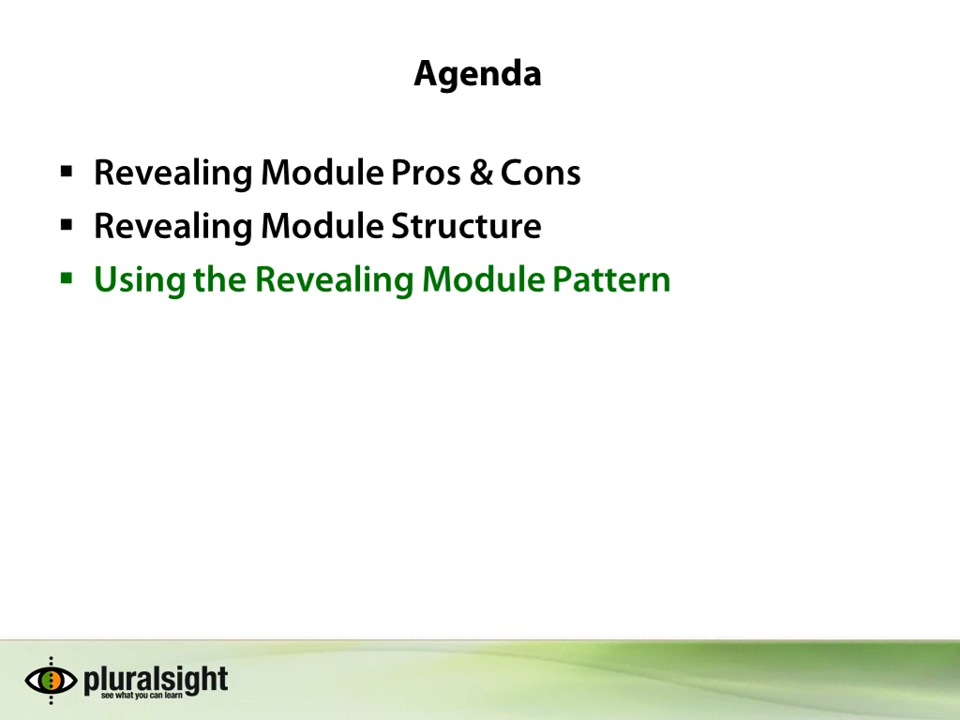 Agenda
▪ Revealing Module Pros & Cons
▪ Revealing Module Structure
▪ Using the Revealing Module Pattern
pluralsight
see what you can learn